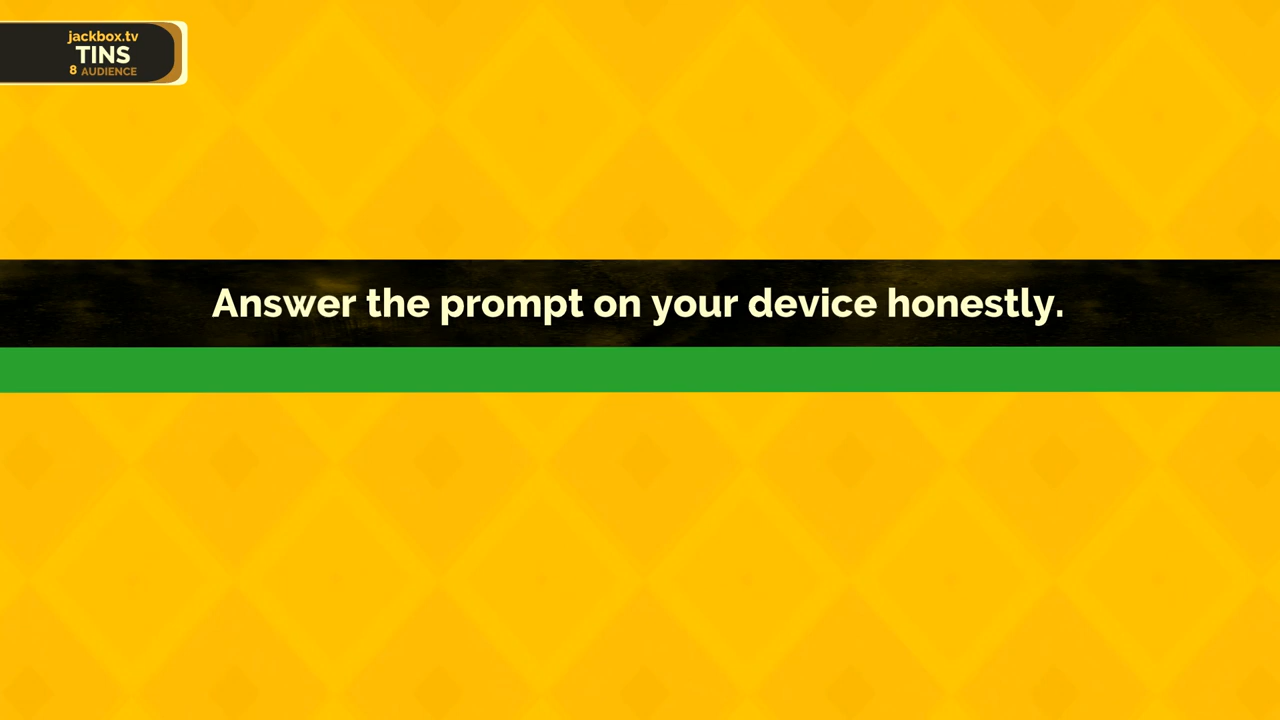 jackbox.tv
TINS
8 AUDIENCE
Answer the prompt on your device honestly.